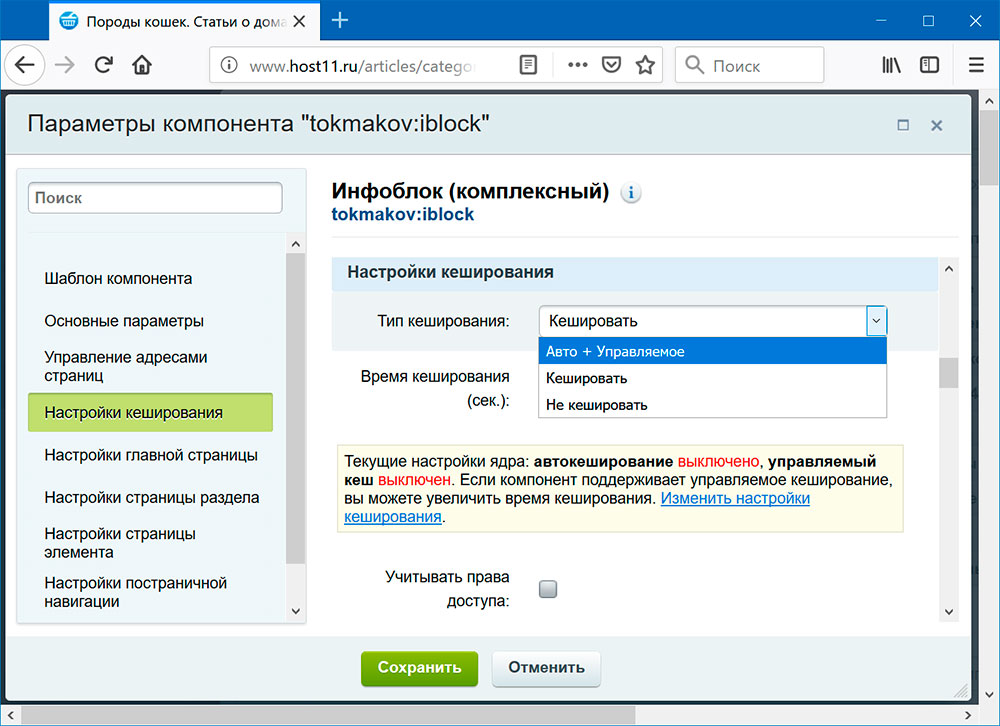 Породы кошек. Статьи о дома
www.host11.ru/articles/catego
Поиск
Параметры компонента "tokmakov:iblock"
Поиск
Шаблон компонента
Основные параметры
Управление адресами
страниц
Настройки кеширования
Настройки главной страницы
Настройки страницы раздела
Настройки страницы
элемента
Настройки постраничной
навигации
Инфоблок (комплексный)
tokmakov:iblock
Настройки кеширования
Тип кеширования: Кешировать
Авто + Управляемое
Кешировать
Не кешировать
Время кеширования
(сек.):
Текущие настройки ядра: автокеширование выключено, управляемый
кеш выключен. Если компонент поддерживает управляемое кеширование,
вы можете увеличить время кеширования. Изменить настройки
кеширования.
Учитывать права
доступа:
Сохранить Отменить